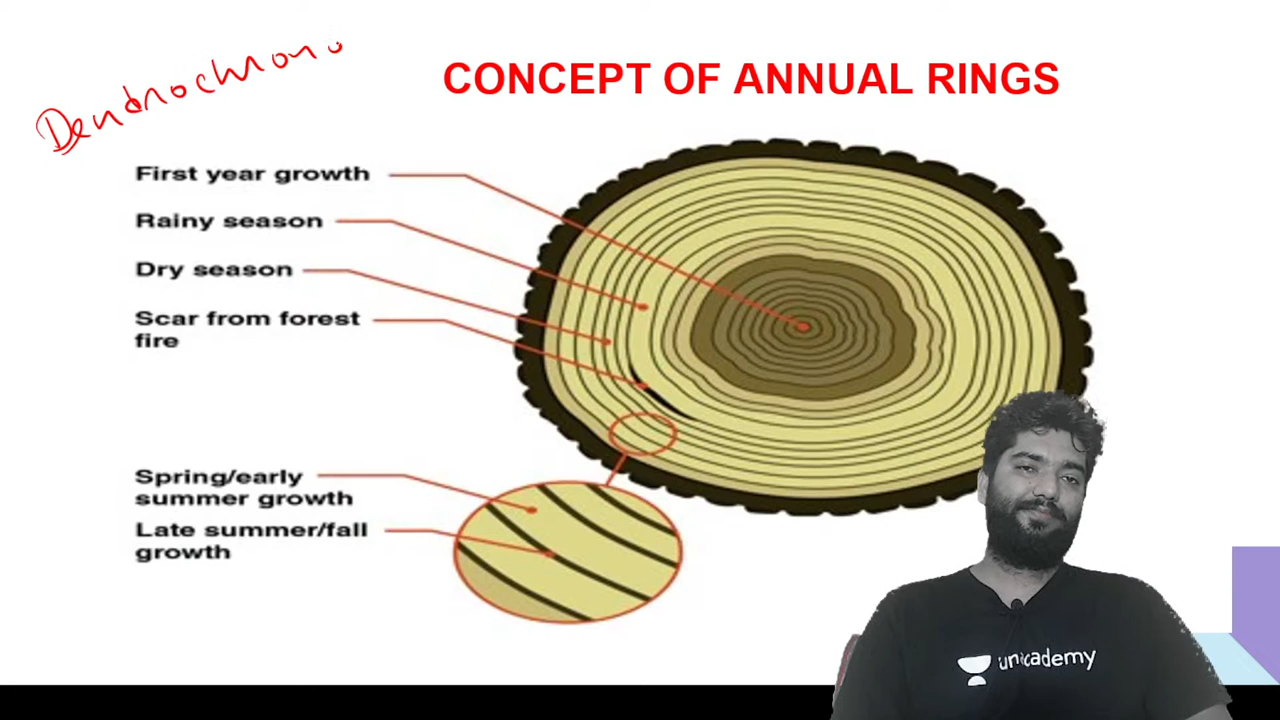 Dendrochrono
CONCEPT OF ANNUAL RINGS
First year growth
Rainy season
Dry season
Scar from forest
fire
Spring/early
summer growth
Late summer/fall
growth
unacademy